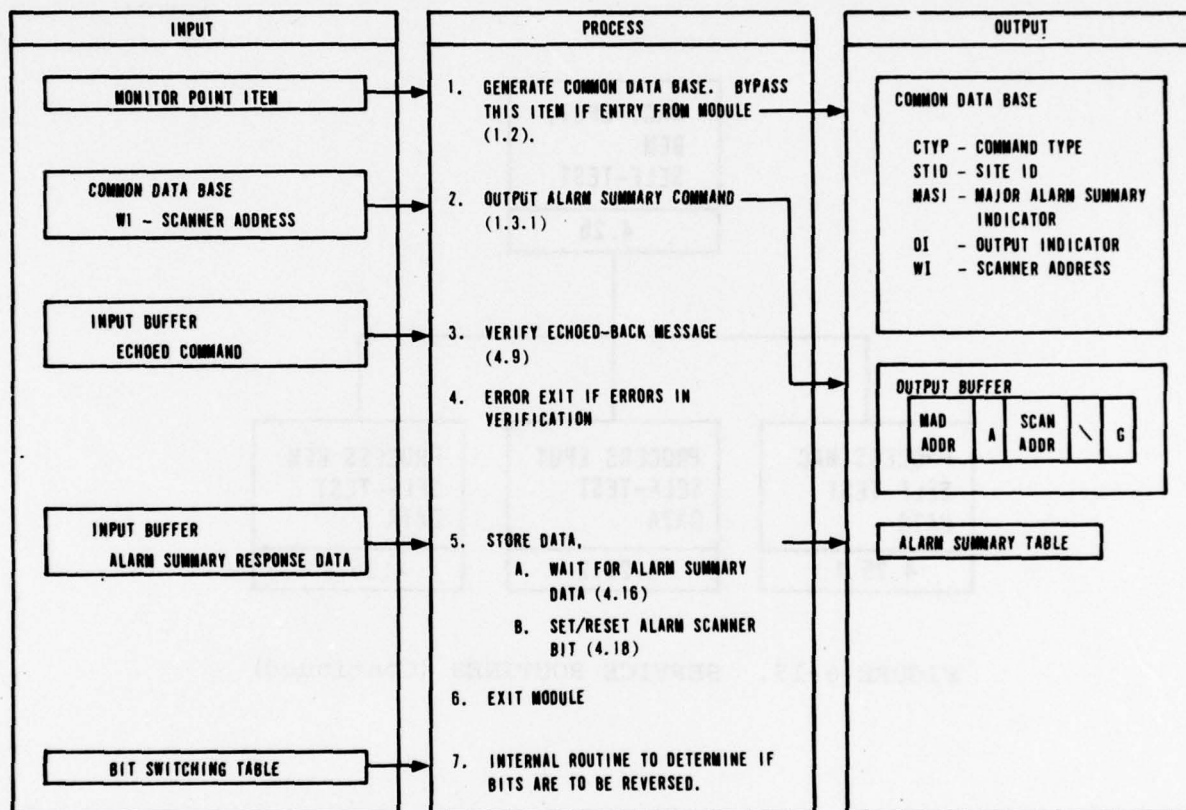 INPUT
MONITOR POINT ITEM
COMMON DATA BASE
WI - SCANNER ADDRESS
INPUT BUFFER
ECHOED COMMAND
INPUT BUFFER
ALARM SUMMARY RESPONSE DATA
BIT SWITCHING TABLE
PROCESS
1. GENERATE COMMON DATA BASE. BYPASS
THIS ITEM IF ENTRY FROM MODULE
(1.2).
2. OUTPUT ALARM SUMMARY COMMAND
(1.3.1)
3. VERIFY ECHOED-BACK MESSAGE
(4.9)
4. ERROR EXIT IF ERRORS IN
VERIFICATION
5. STORE DATA.
A. WAIT FOR ALARM SUMMARY
DATA (4.16)
B. SET/RESET ALARM SCANNER
BIT (4.18)
6. EXIT MODULE
7. INTERNAL ROUTINE TO DETERMINE IF
BITS ARE TO BE REVERSED.
OUTPUT
COMMON DATA BASE
CTYP - COMMAND TYPE
STID - SITE ID
MASI - MAJOR ALARM SUMMARY
INDICATOR
OI - OUTPUT INDICATOR
WI - SCANNER ADDRESS
OUTPUT BUFFER
MAD ADDR A SCAN ADDR \ G
ALARM SUMMARY TABLE